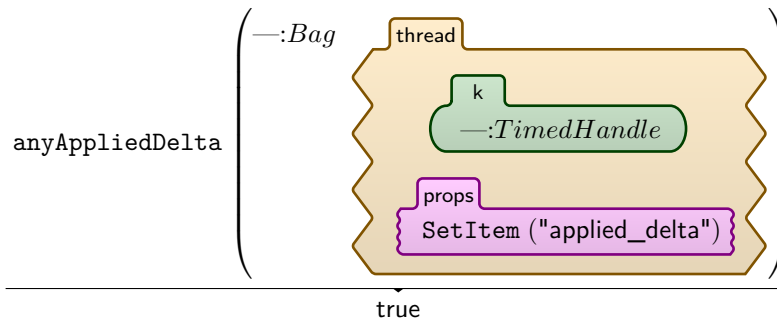 —:Bag
thread
k
—:TimedHandle
anyAppliedDelta
props
SetItem ("applied_delta")
true